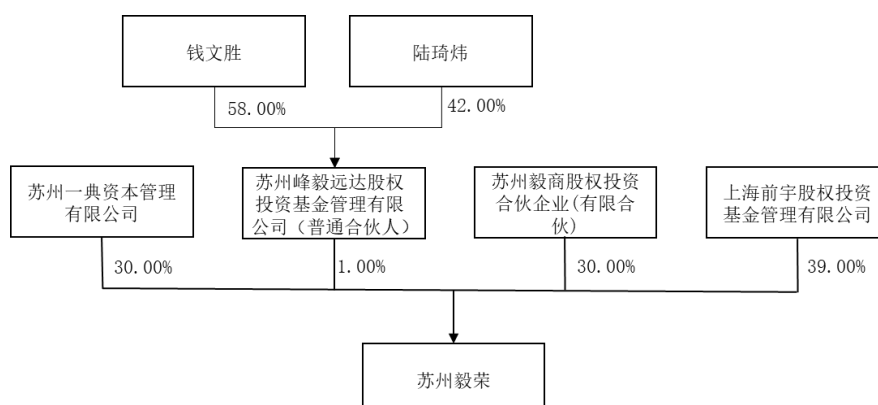 钱文胜
陆琦炜
58.00%
42.00%
苏州一典资本管理
有限公司
苏州峰毅远达股权
投资基金管理有限
公司（普通合伙人）
苏州毅商股权投资
合伙企业(有限合
伙)
上海前宇股权投资
基金管理有限公司
30.00%
1.00%
30.00%
39.00%
苏州毅荣